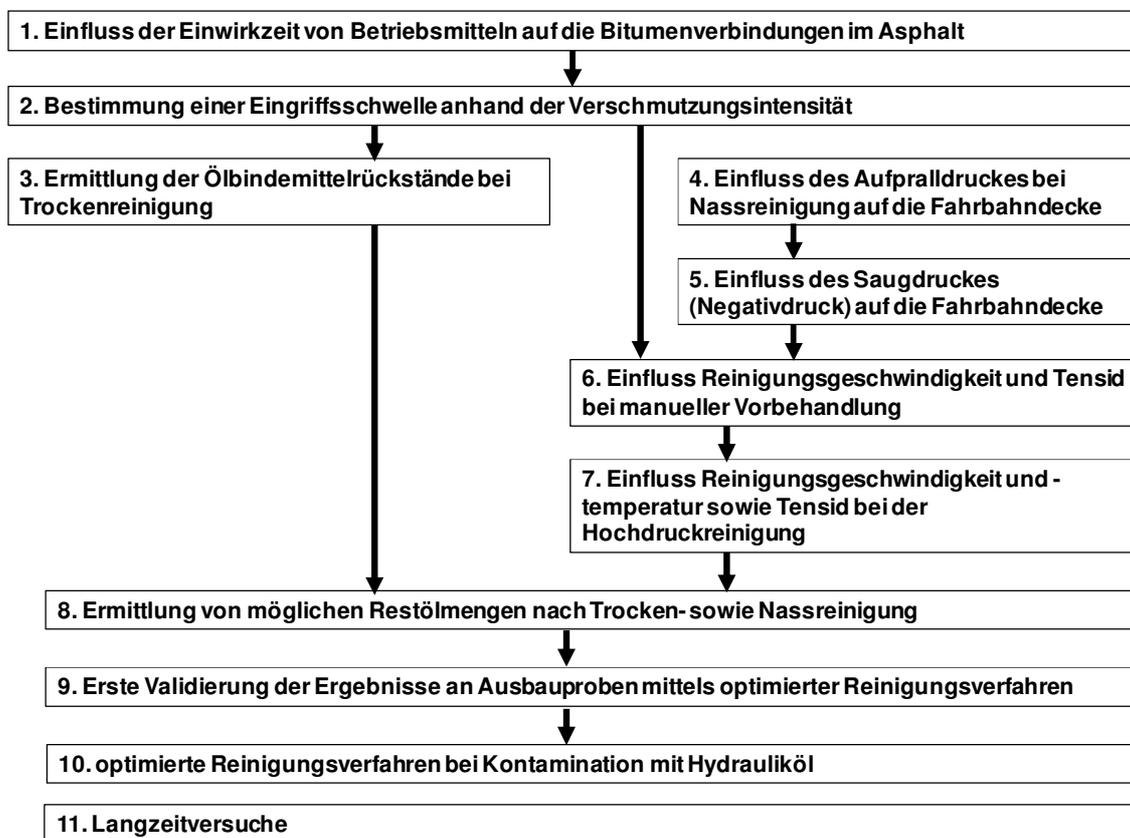 1. Einfluss der Einwirkzeit von Betriebsmitteln auf die Bitumenverbindungen im Asphalt
2. Bestimmung einer Eingriffsschwelle anhand der Verschmutzungsintensität
3. Ermittlung der Ölbindemittelrückstände bei
Trockenreinigung
4. Einfluss des Aufpralldruckes bei
Nassreinigung auf die Fahrbahndecke
5. Einfluss des Saugdruckes
(Negativdruck) auf die Fahrbahndecke
6. Einfluss Reinigungsgeschwindigkeit und Tensid
bei manueller Vorbehandlung
7. Einfluss Reinigungsgeschwindigkeit und -
temperatur sowie Tensid bei der
Hochdruckreinigung
8. Ermittlung von möglichen Restölmengen nach Trocken- sowie Nassreinigung
9. Erste Validierung der Ergebnisse an Ausbauproben mittels optimierter Reinigungsverfahren
10. optimierte Reinigungsverfahren bei Kontamination mit Hydrauliköl
11. Langzeitversuche